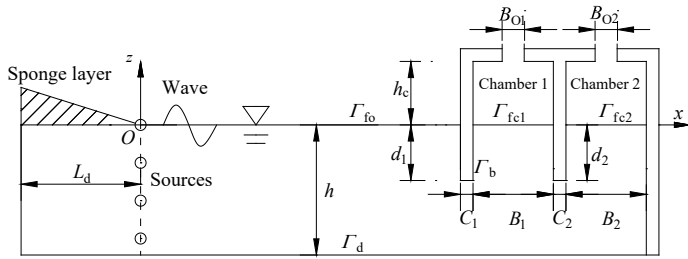 B_O1
B_O2
z
Sponge layer
Wave
h_c
Chamber 1
Chamber 2
Γ_fo
Γ_fc1
Γ_fc2
x
O
d_1
d_2
Γ_b
L_d
Sources
h
C_1
B_1
C_2
B_2
Γ_d